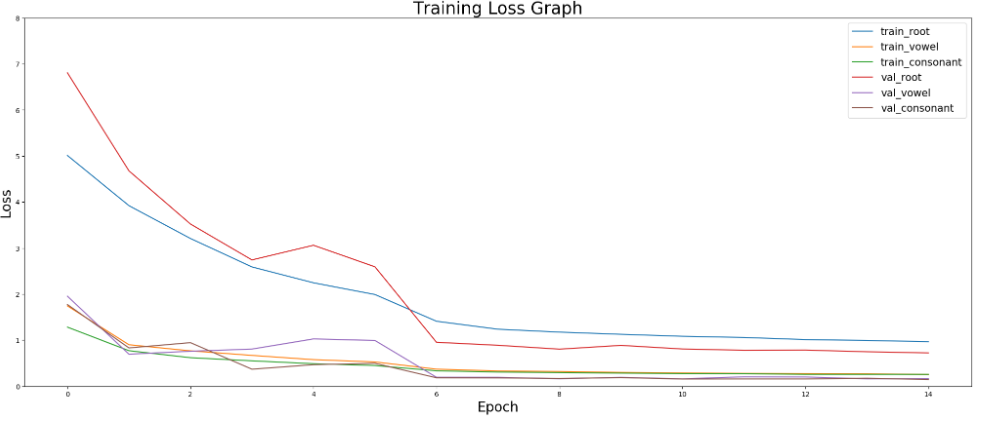 Training Loss Graph
8
7
6
5
4
3
2
1
0
Loss
0 2 4 6 8 10 12 14
Epoch
train_root
train_vowel
train_consonant
val_root
val_vowel
val_consonant